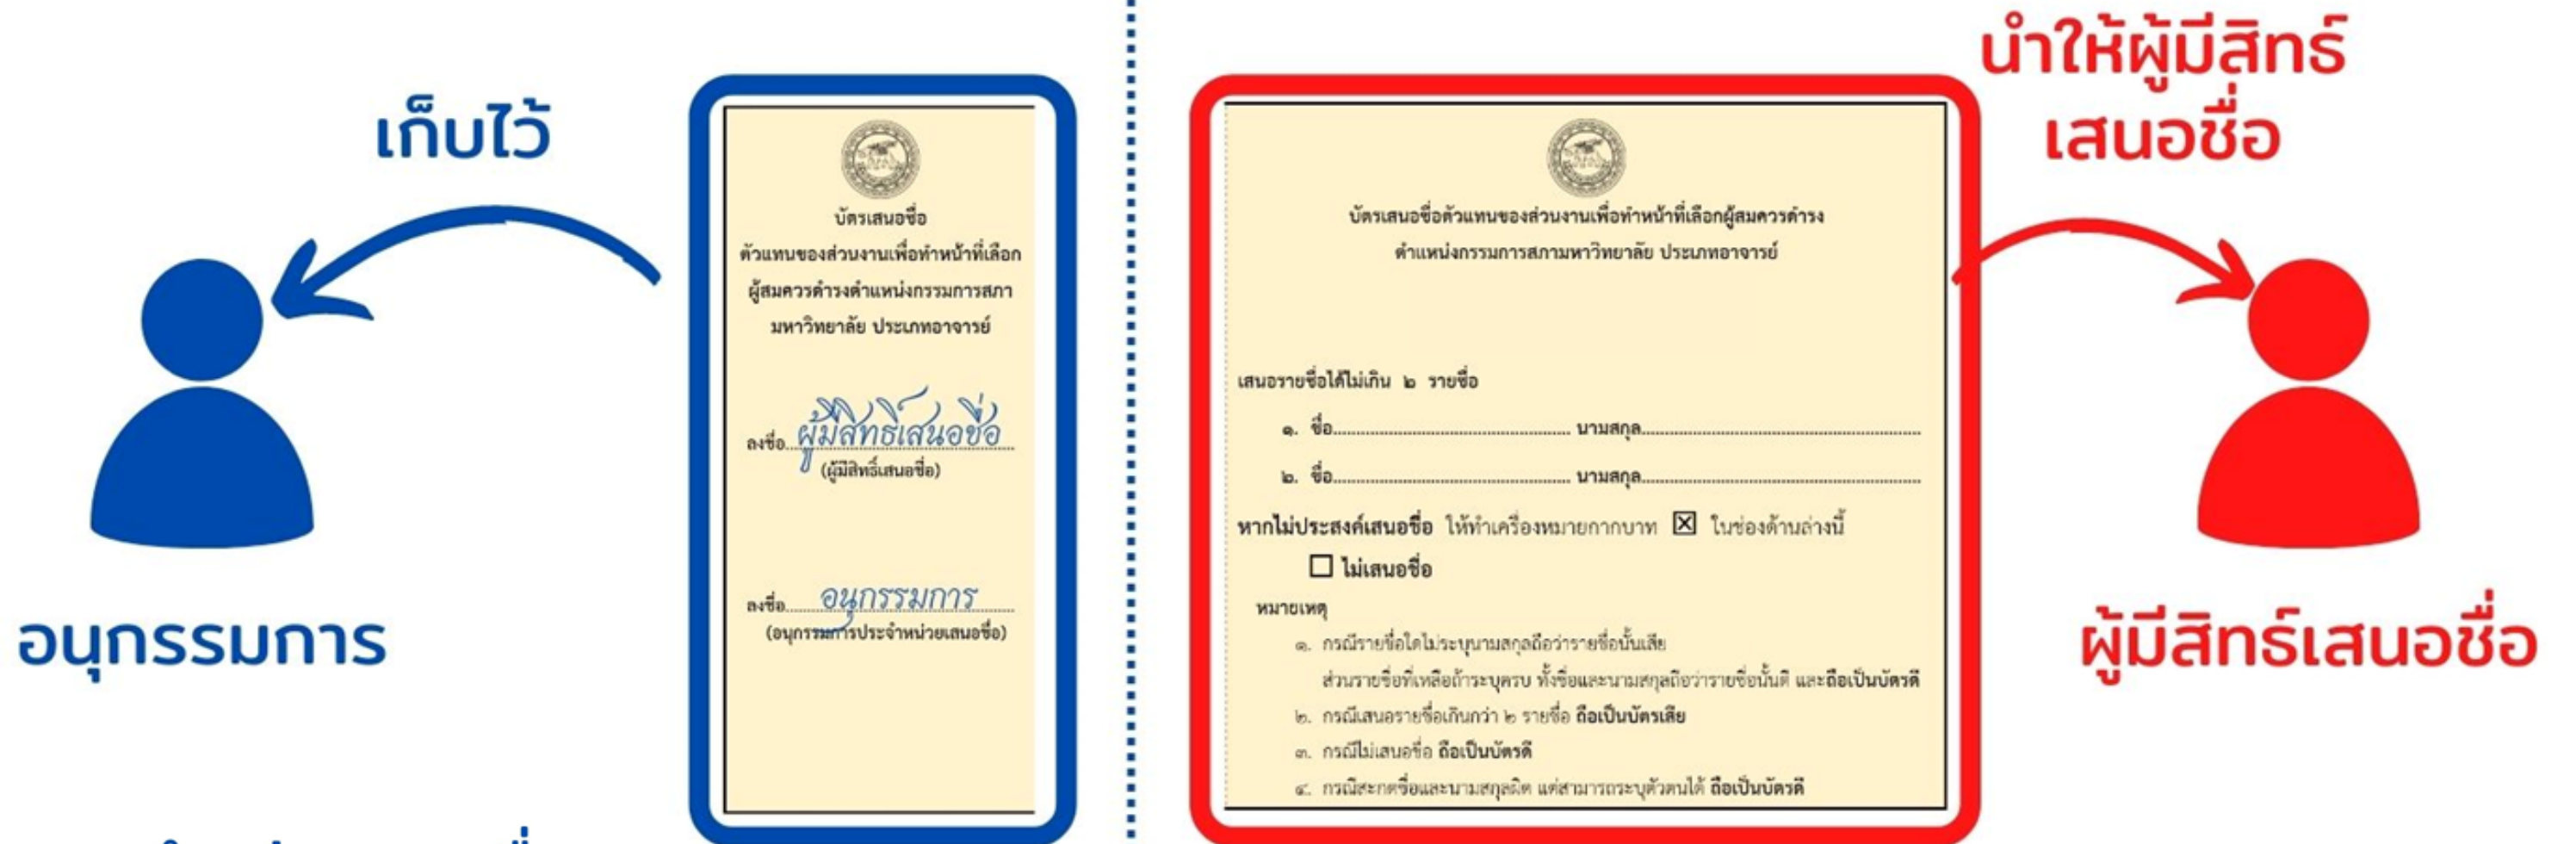 เก็บไว้
อนุกรรมการ
บัตรเสนอชื่อ
ตัวแทนของส่วนงานเพื่อทำหน้าที่เลือก
ผู้สมควรดำรงตำแหน่งกรรมการสภา
มหาวิทยาลัย ประเภทอาจารย์
ลงชื่อ ผู้มีสิทธิ์เสนอชื่อ
(ผู้มีสิทธิ์เสนอชื่อ)
ลงชื่อ อนุกรรมการ
(อนุกรรมการประจำหน่วยเสนอชื่อ)
บัตรเสนอชื่อตัวแทนของส่วนงานเพื่อทำหน้าที่เลือกผู้สมควรดำรง
ตำแหน่งกรรมการสภามหาวิทยาลัย ประเภทอาจารย์
เสนอรายชื่อได้ไม่เกิน ๒ รายชื่อ
๑. ชื่อ.................... นามสกุล....................
๒. ชื่อ.................... นามสกุล....................
หากไม่ประสงค์เสนอชื่อ ให้ทำเครื่องหมายกากบาท ☒ ในช่องด้านล่างนี้
☐ ไม่เสนอชื่อ
หมายเหตุ
๑. กรณีรายชื่อใดไม่ระบุนามสกุลถือว่ารายชื่อนั้นเสีย
ส่วนรายชื่อที่เหลือถ้าระบุครบ ทั้งชื่อและนามสกุลถือว่ารายชื่อนั้นดี และถือเป็นบัตรดี
๒. กรณีเสนอรายชื่อเกินกว่า ๒ รายชื่อ ถือเป็นบัตรเสีย
๓. กรณีไม่เสนอชื่อ ถือเป็นบัตรดี
๔. กรณีสะกดชื่อและนามสกุลผิด แต่สามารถระบุตัวตนได้ ถือเป็นบัตรดี
นำให้ผู้มีสิทธิ์
เสนอชื่อ
ผู้มีสิทธิ์เสนอชื่อ